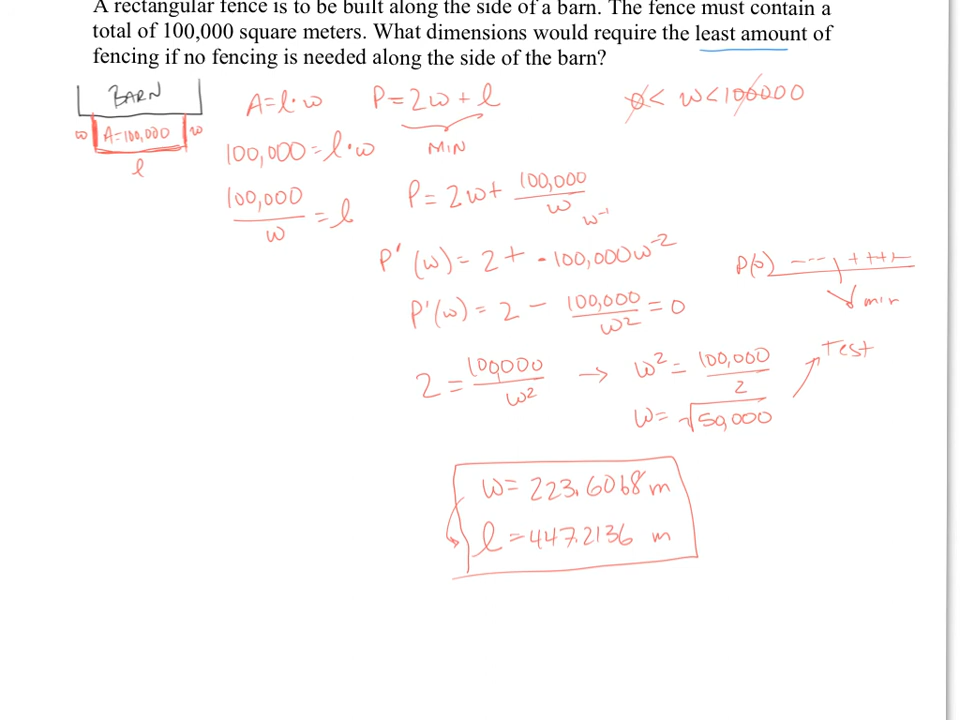 A rectangular fence is to be built along the side of a barn. The fence must contain a
total of 100,000 square meters. What dimensions would require the least amount of
fencing if no fencing is needed along the side of the barn?
BARN
w A=100,000 w
l
A=l·w P=2w+l
0< w<100000
MIN
100,000=l·w
100,000/w = l
P=2w+ 100,000/w
w⁻¹
P'(w)=2+ -100,000w⁻²
P'(w)=2 - 100,000/w² =0
2= 100000/w² → w²= 100,000/2
w= √50,000
Test
--- +++
min
w= 223.6068 m
l=447.2136 m